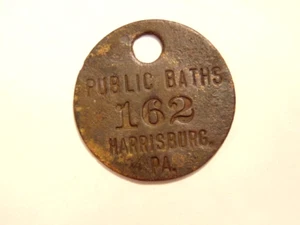 PUBLIC BATHS
162
HARRISBURG.
PA.